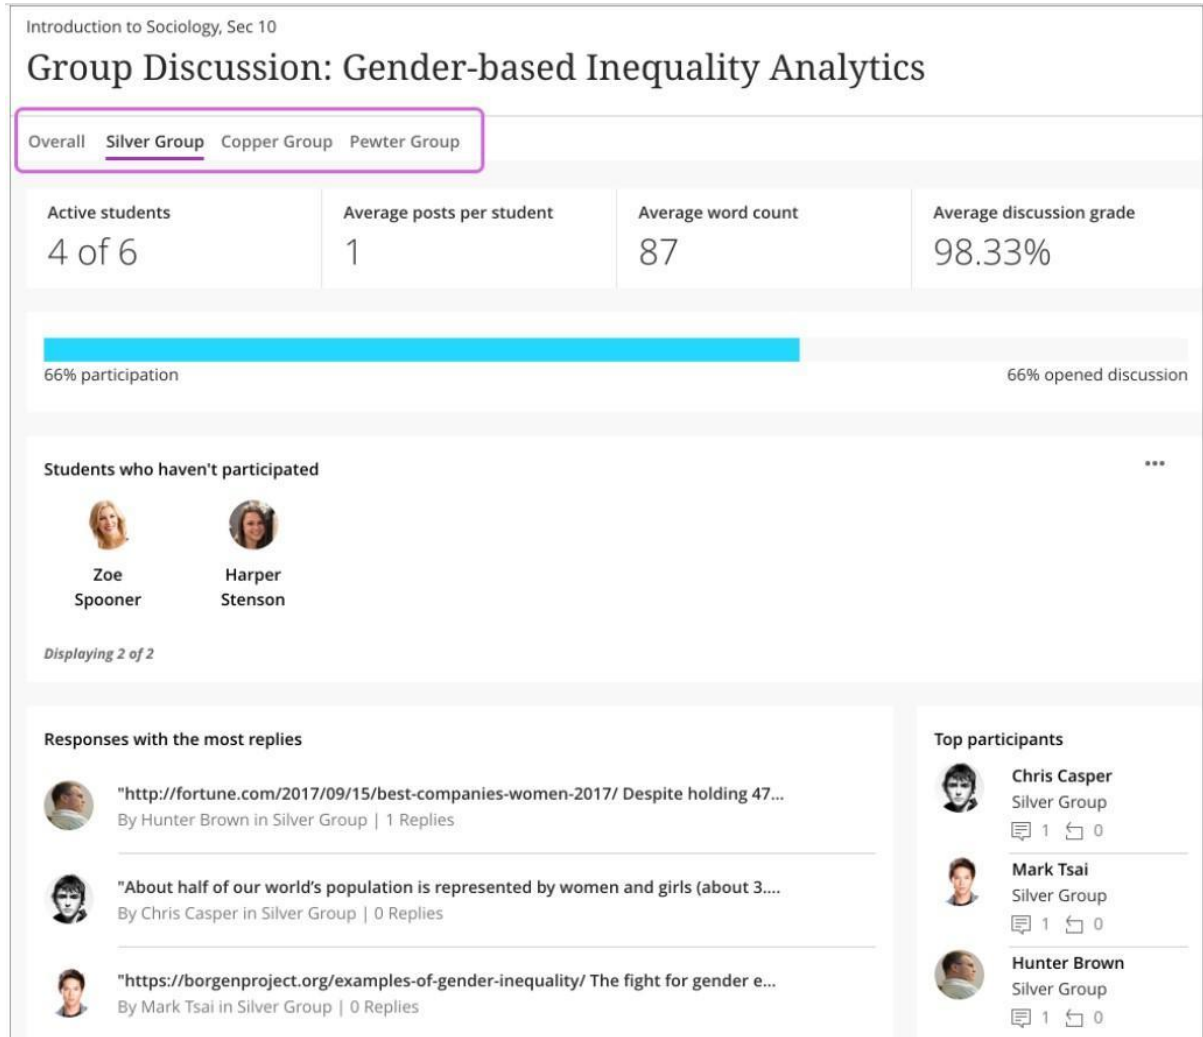 Introduction to Sociology, Sec 10
Group Discussion: Gender-based Inequality Analytics
Overall Silver Group Copper Group Pewter Group
Active students
4 of 6
Average posts per student
1
Average word count
87
Average discussion grade
98.33%
66% participation
66% opened discussion
Students who haven't participated
Zoe
Spooner
Harper
Stenson
Displaying 2 of 2
Responses with the most replies
"http://fortune.com/2017/09/15/best-companies-women-2017/ Despite holding 47...
By Hunter Brown in Silver Group | 1 Replies
"About half of our world’s population is represented by women and girls (about 3....
By Chris Casper in Silver Group | 0 Replies
"https://borgenproject.org/examples-of-gender-inequality/ The fight for gender e...
By Mark Tsai in Silver Group | 0 Replies
Top participants
Chris Casper
Silver Group
1 0
Mark Tsai
Silver Group
1 0
Hunter Brown
Silver Group
1 0